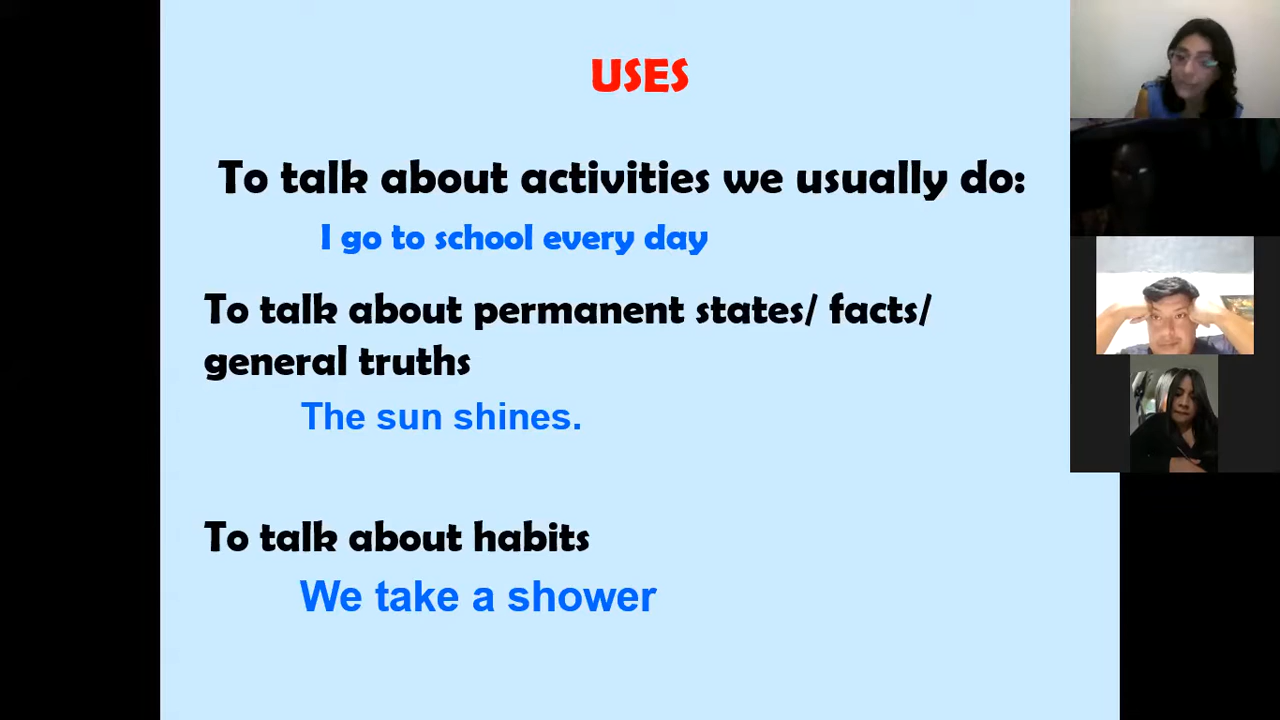 USES
To talk about activities we usually do:
I go to school every day
To talk about permanent states/ facts/
general truths
The sun shines.
To talk about habits
We take a shower